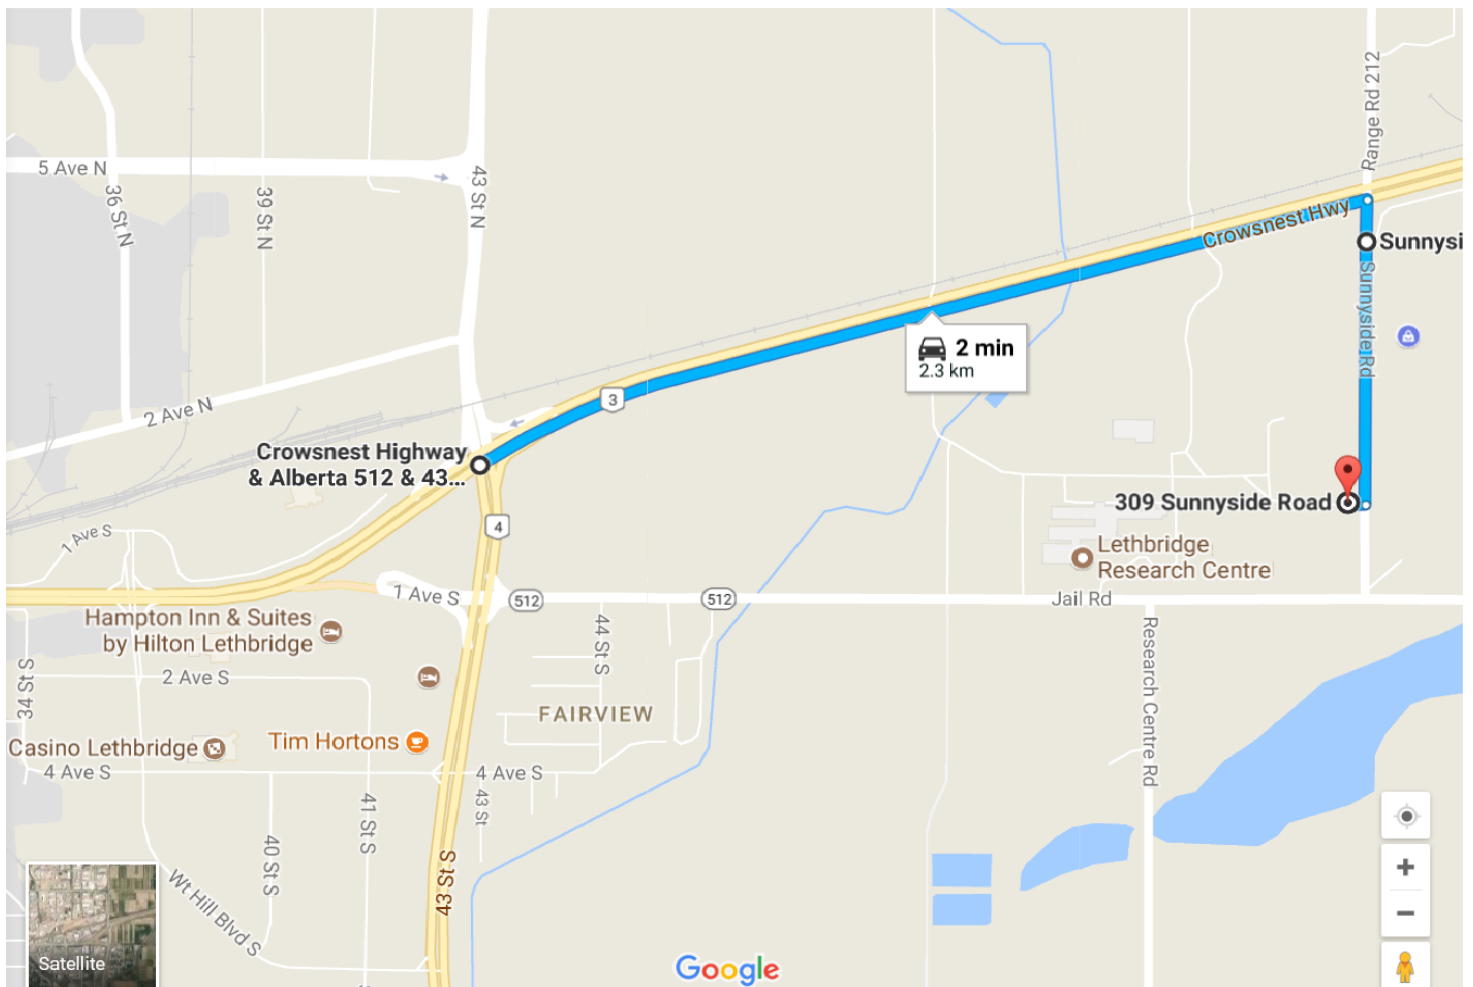 Range Rd 212
5 Ave N
36 St N
39 St N
43 St N
Crowsnest Hwy
Sunnysi
Sunnyside Rd
2 min
2.3 km
3
2 Ave N
Crowsnest Highway
& Alberta 512 & 43...
309 Sunnyside Road
4
1 Ave S
Lethbridge
Research Centre
1 Ave S
512
512
Jail Rd
Hampton Inn & Suites
by Hilton Lethbridge
44 St S
Research Centre Rd
34 St S
2 Ave S
FAIRVIEW
Casino Lethbridge
Tim Hortons
4 Ave S
4 Ave S
43 St
41 St S
40 St S
43 St S
Wt Hill Blvd S
Satellite
Google